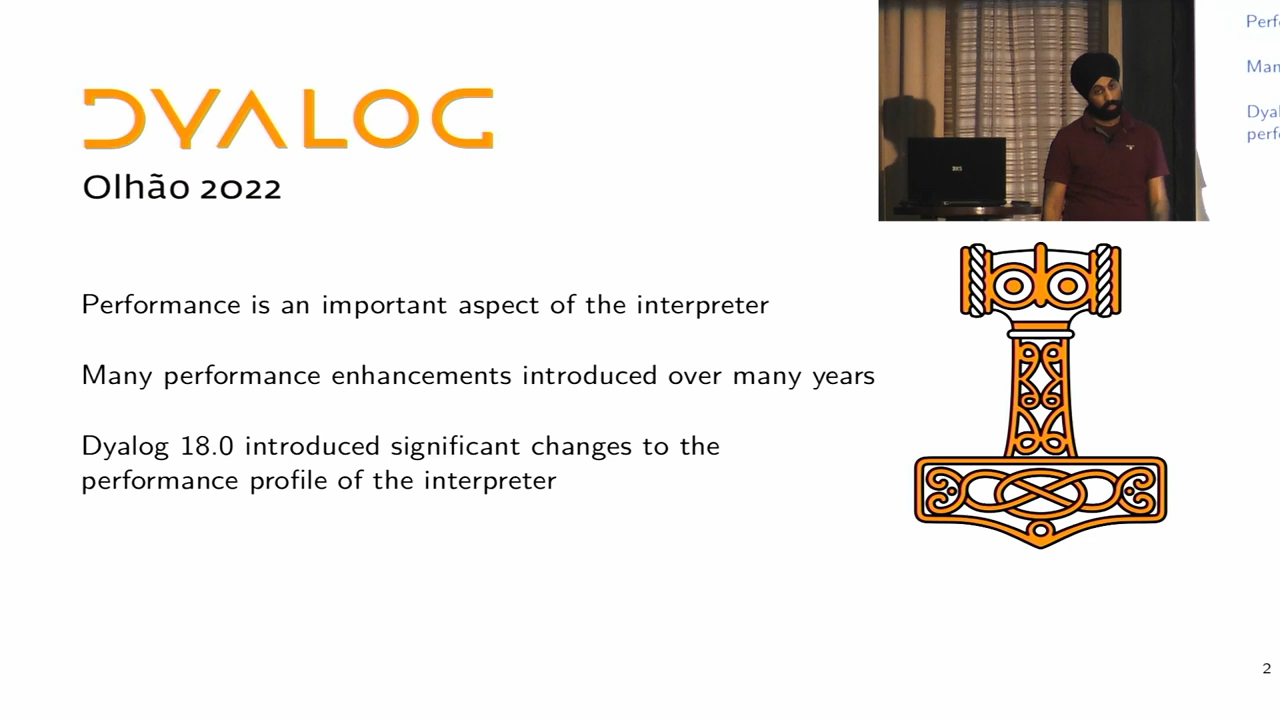 DYALOG
Olhão 2022
Performance is an important aspect of the interpreter
Many performance enhancements introduced over many years
Dyalog 18.0 introduced significant changes to the
performance profile of the interpreter
2